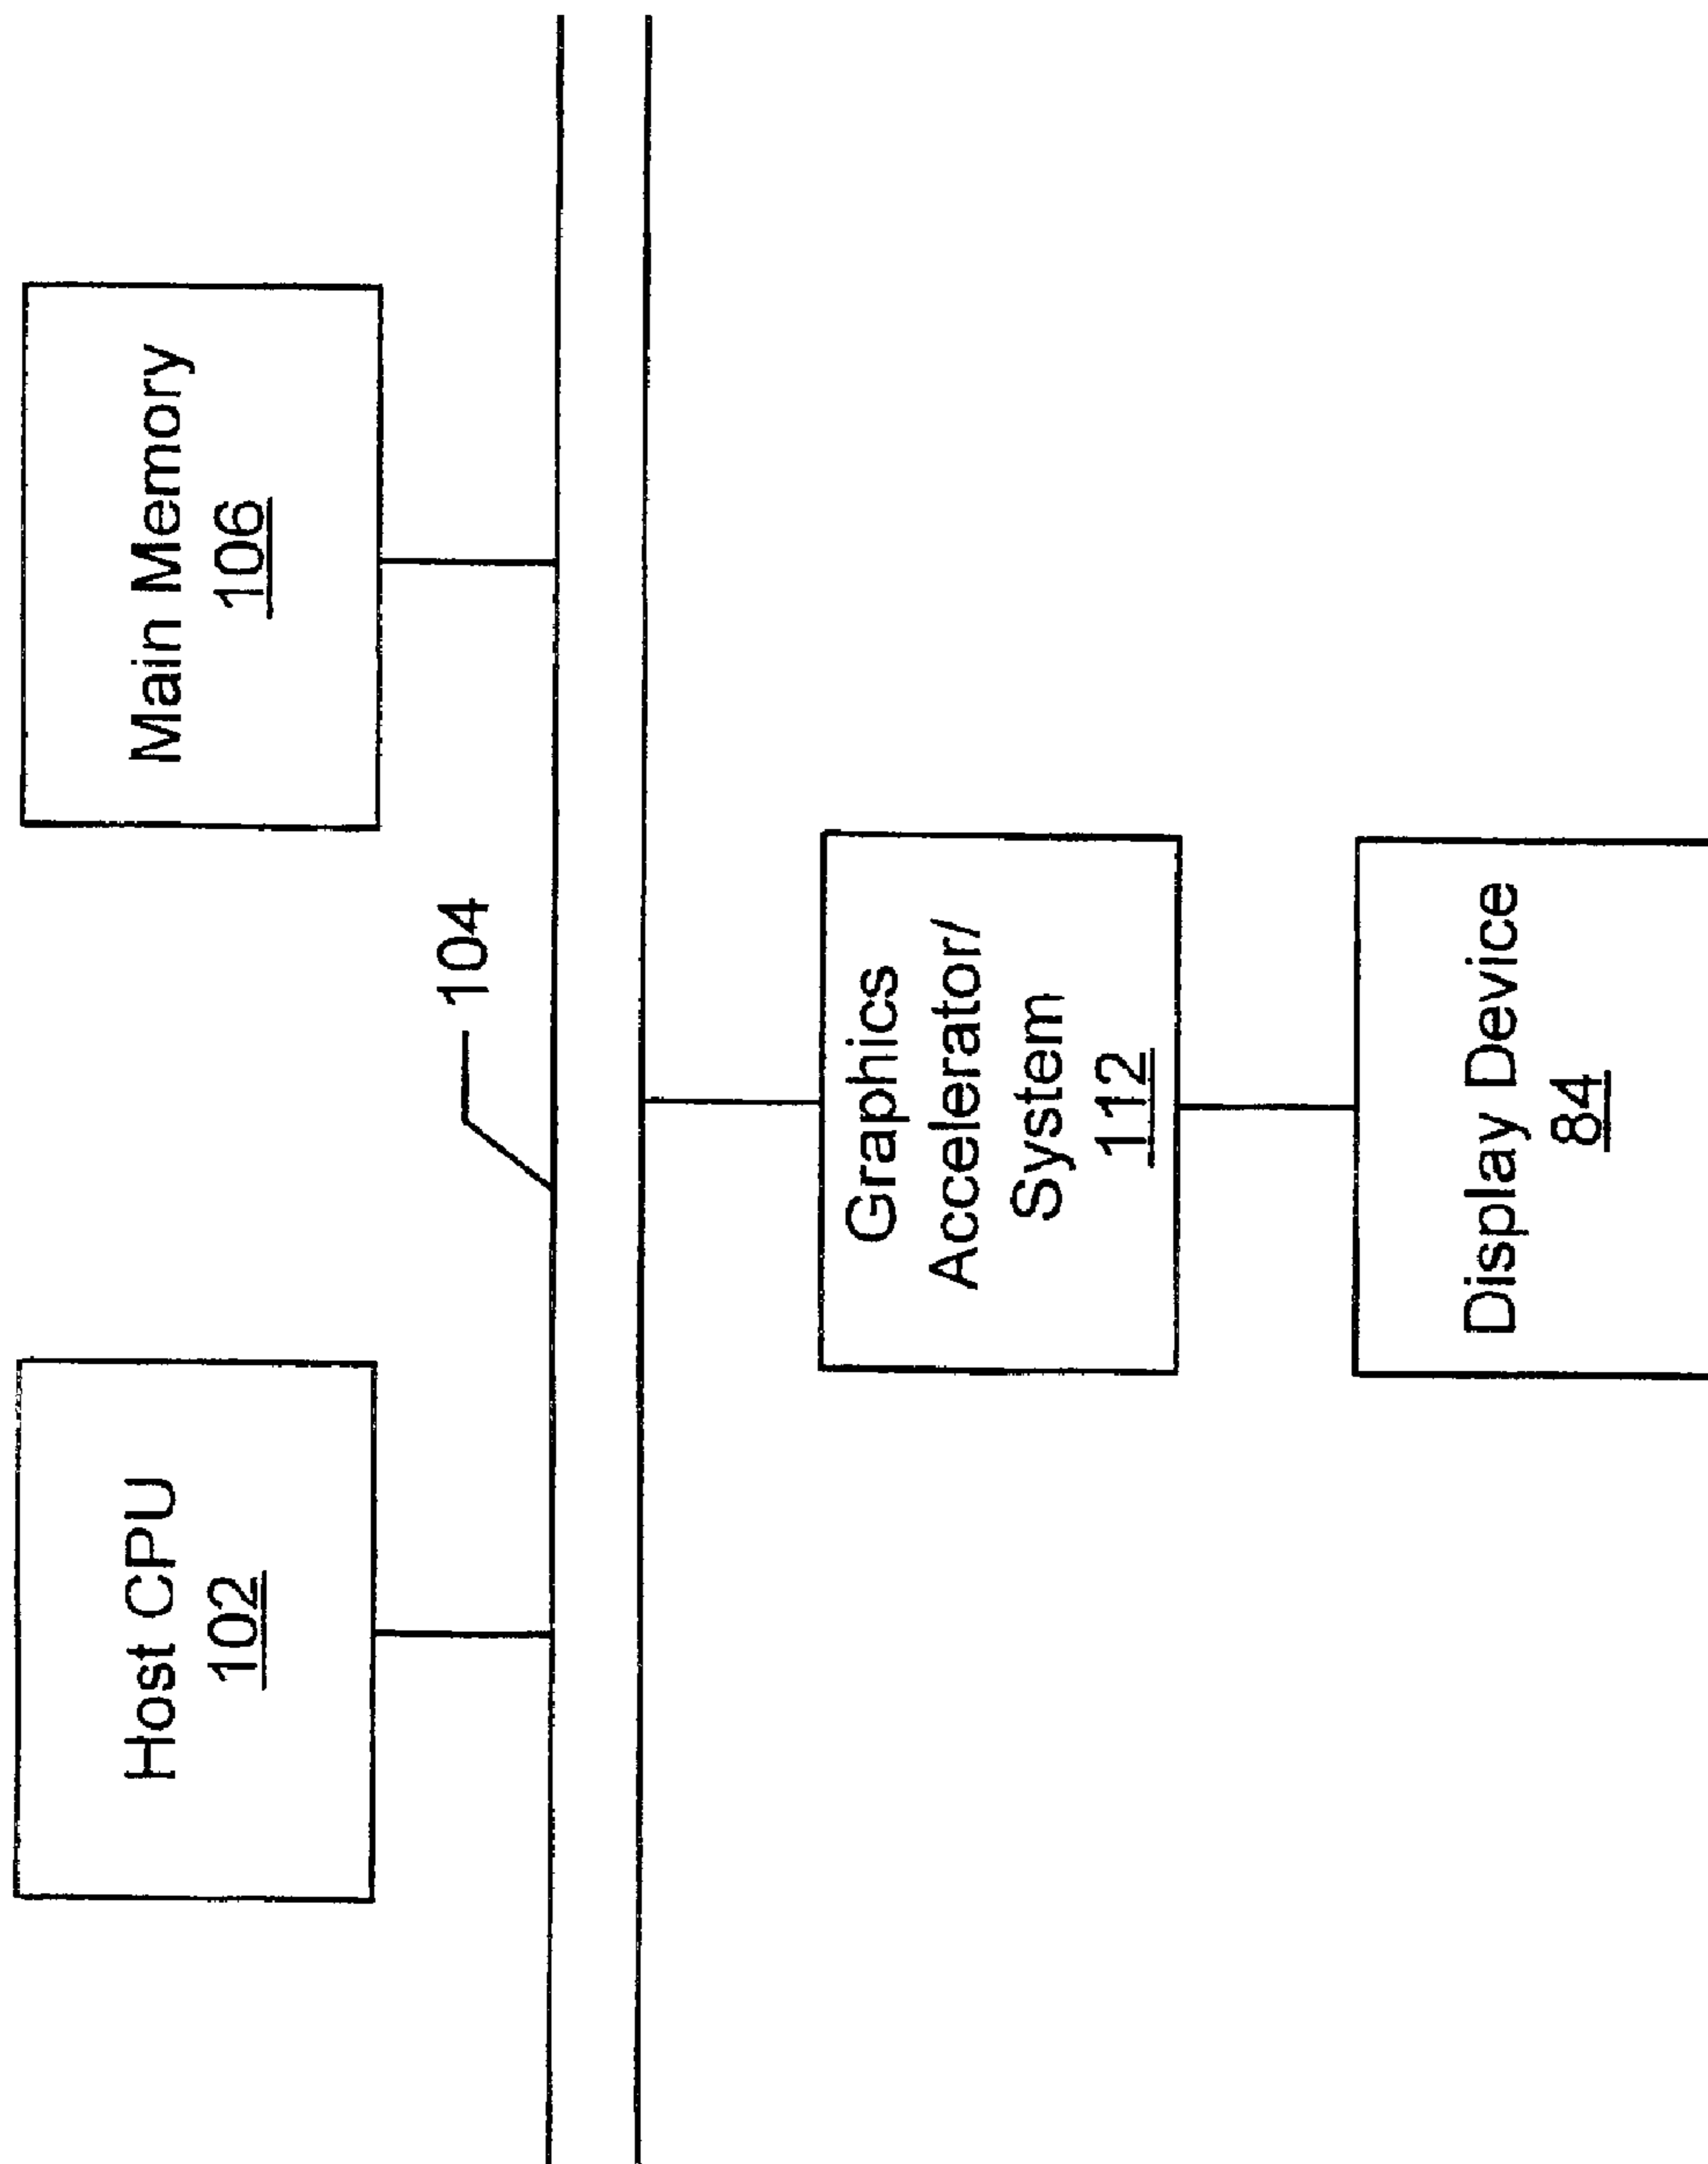 Host CPU
102
Main Memory
106
104
Graphics
Accelerator/
System
112
Display Device
84